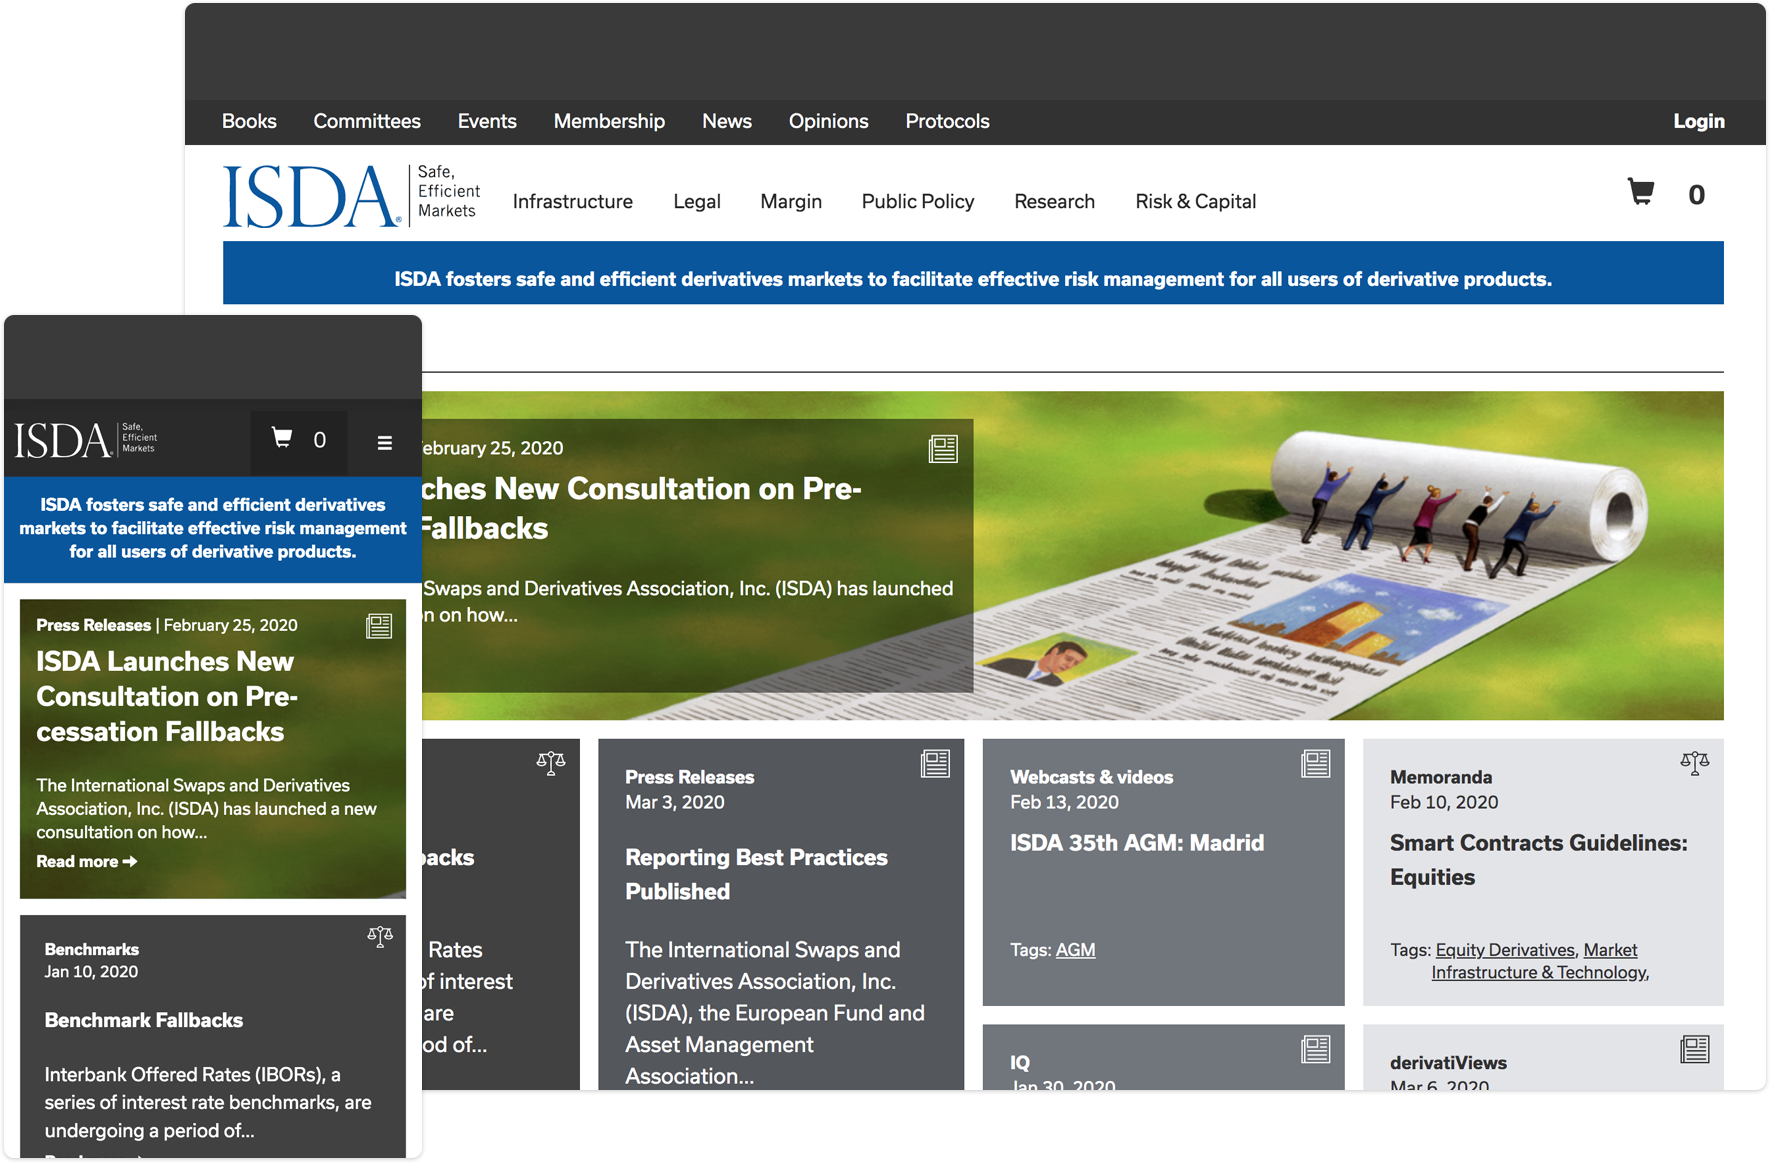 Books Committees Events Membership News Opinions Protocols Login
ISDA® Safe,
Efficient
Markets
Infrastructure Legal Margin Public Policy Research Risk & Capital 0
ISDA fosters safe and efficient derivatives markets to facilitate effective risk management for all users of derivative products.
ebruary 25, 2020
ches New Consultation on Pre-
Fallbacks
Swaps and Derivatives Association, Inc. (ISDA) has launched
n on how...
acks
Rates
of interest
are
od of...
Press Releases
Mar 3, 2020
Reporting Best Practices
Published
The International Swaps and
Derivatives Association, Inc.
(ISDA), the European Fund and
Asset Management
Association...
Webcasts & videos
Feb 13, 2020
ISDA 35th AGM: Madrid
Tags: AGM
Memoranda
Feb 10, 2020
Smart Contracts Guidelines:
Equities
Tags: Equity Derivatives, Market
Infrastructure & Technology,
IQ
Jan 30, 2020
derivatiViews
Mar 6, 2020
ISDA® Safe,
Efficient
Markets
0
ISDA fosters safe and efficient derivatives
markets to facilitate effective risk management
for all users of derivative products.
Press Releases | February 25, 2020
ISDA Launches New
Consultation on Pre-
cessation Fallbacks
The International Swaps and Derivatives
Association, Inc. (ISDA) has launched a new
consultation on how...
Read more →
Benchmarks
Jan 10, 2020
Benchmark Fallbacks
Interbank Offered Rates (IBORs), a
series of interest rate benchmarks, are
undergoing a period of...